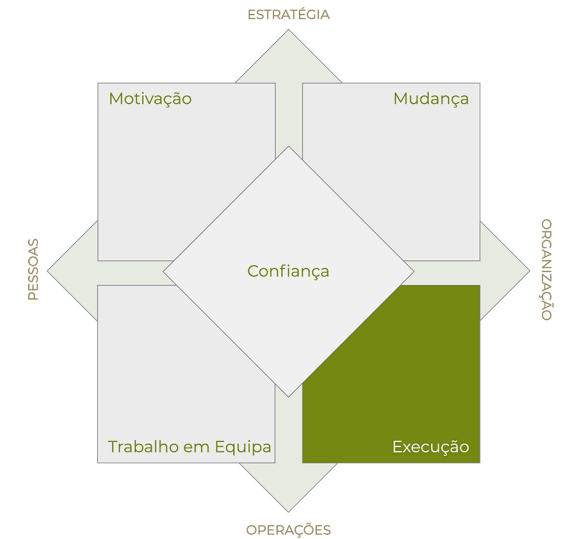 ESTRATÉGIA
Motivação
Mudança
PESSOAS
Confiança
ORGANIZAÇÃO
Trabalho em Equipa
Execução
OPERAÇÕES